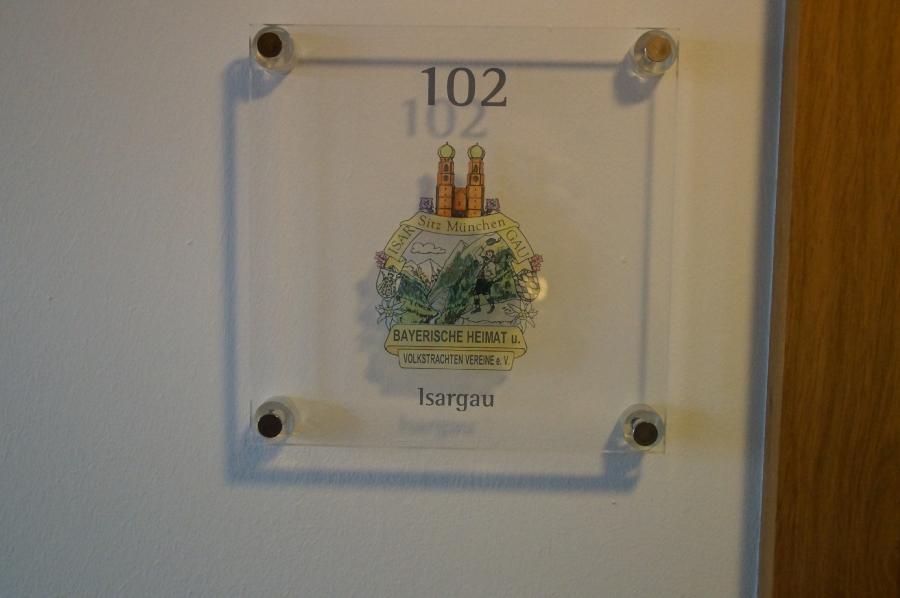 102
Sitz München
ISAR GAU
BAYERISCHE HEIMAT u.
VOLKSTRACHTEN VEREINE e. V.
Isargau